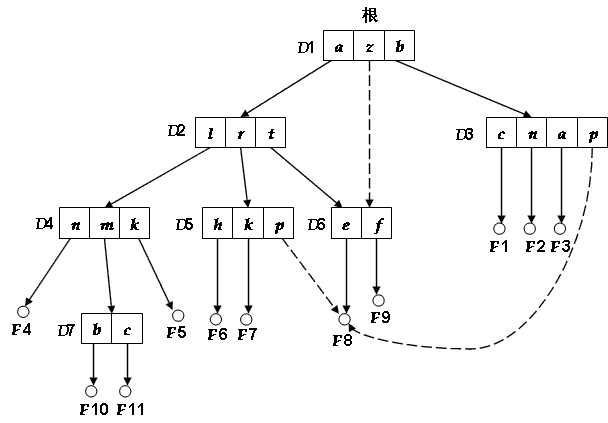 根
D1 a z b
D2 l r t
D3 c n a p
D4 n m k
D5 h k p
D6 e f
F1 F2 F3
F4
D7 b c
F5
F6 F7
F8
F9
F10 F11